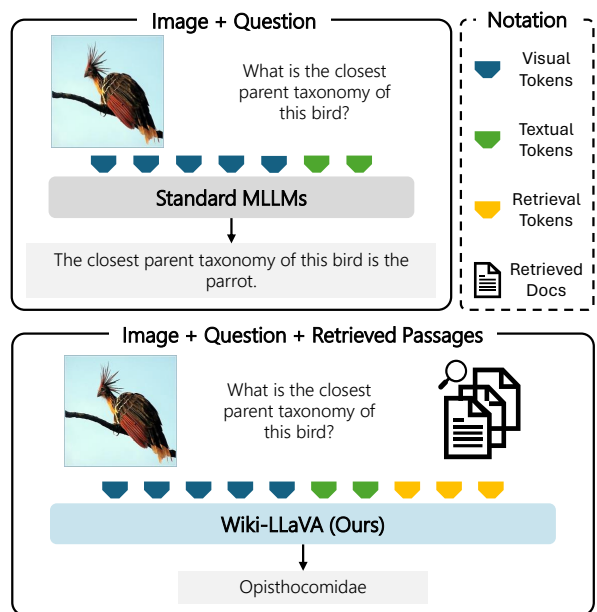 Image + Question
What is the closest
parent taxonomy of
this bird?
Standard MLLMs
The closest parent taxonomy of this bird is the
parrot.
Notation
Visual
Tokens
Textual
Tokens
Retrieval
Tokens
Retrieved
Docs
Image + Question + Retrieved Passages
What is the closest
parent taxonomy of
this bird?
Wiki-LLaVA (Ours)
Opisthocomidae